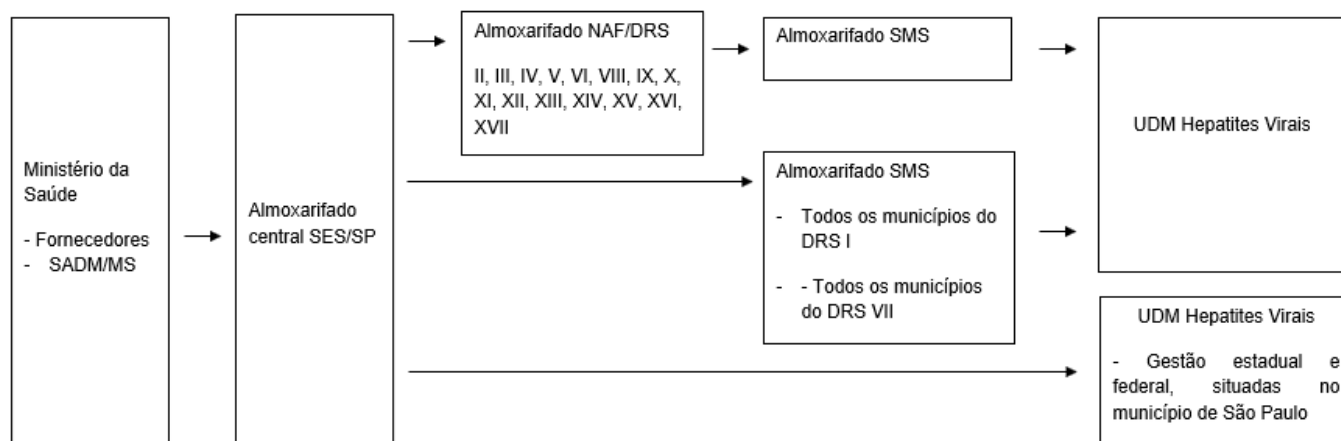 Ministério da
Saúde
- Fornecedores
- SADM/MS
Almoxarifado
central SES/SP
Almoxarifado NAF/DRS
II, III, IV, V, VI, VIII, IX, X,
XI, XII, XIII, XIV, XV, XVI,
XVII
Almoxarifado SMS
UDM Hepatites Virais
Almoxarifado SMS
- Todos os municípios do
DRS I
- - Todos os municípios
do DRS VII
UDM Hepatites Virais
- Gestão estadual e
federal, situadas no
município de São Paulo